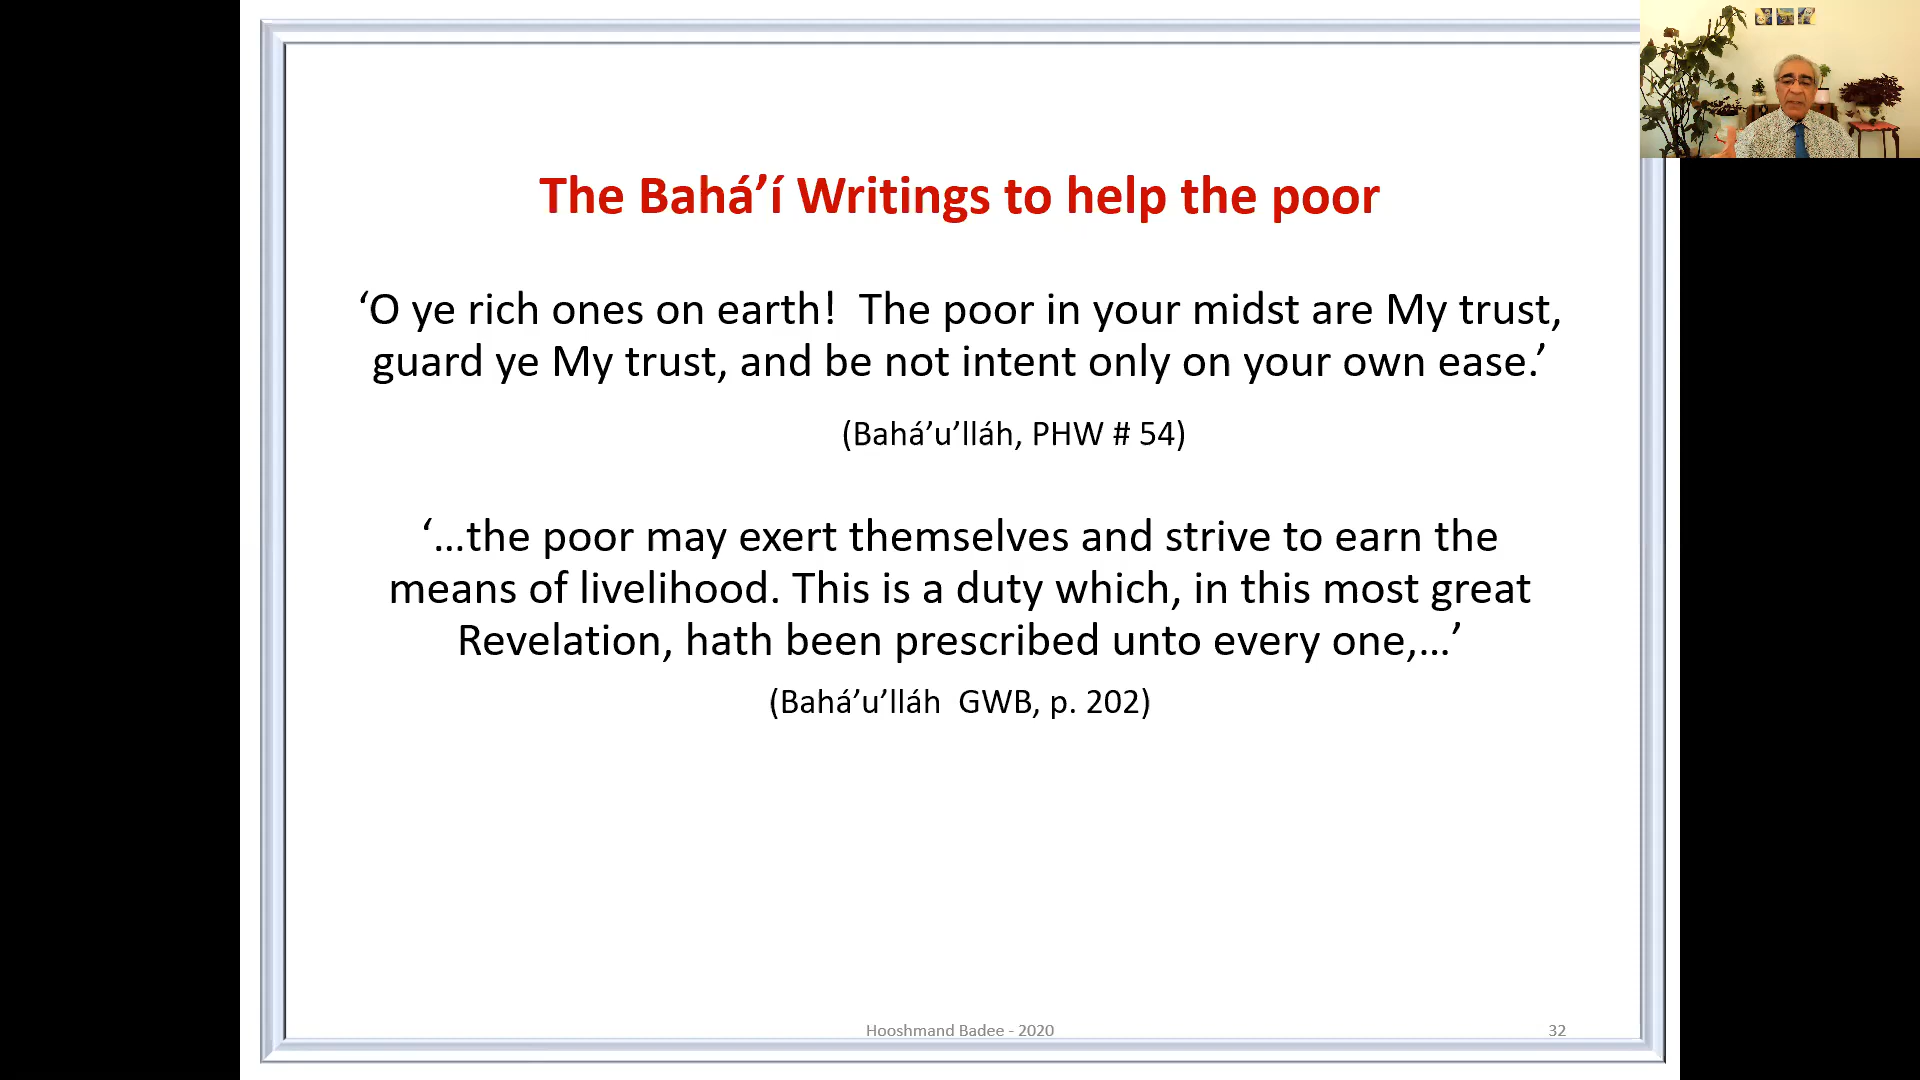 The Bahá’í Writings to help the poor
‘O ye rich ones on earth!  The poor in your midst are My trust,
guard ye My trust, and be not intent only on your own ease.’
(Bahá’u’lláh, PHW # 54)
‘...the poor may exert themselves and strive to earn the
means of livelihood. This is a duty which, in this most great
Revelation, hath been prescribed unto every one,...’
(Bahá’u’lláh  GWB, p. 202)
Hooshmand Badee - 2020
32